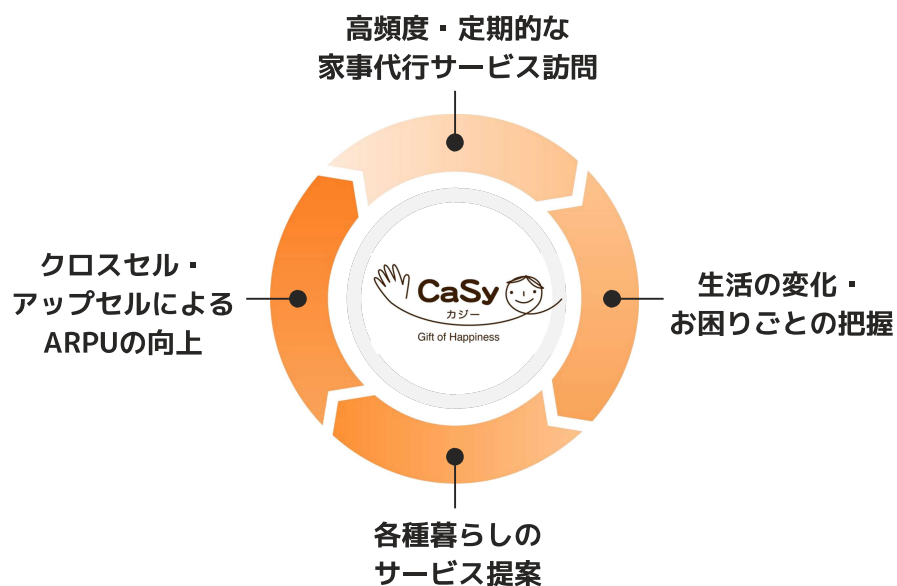 高頻度・定期的な
家事代行サービス訪問
生活の変化・
お困りごとの把握
各種暮らしの
サービス提案
クロスセル・
アップセルによる
ARPUの向上
CaSy
カジー
Gift of Happiness